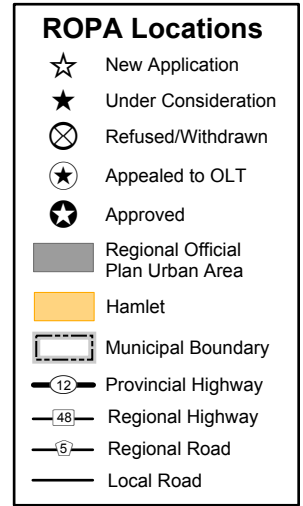 ROPA Locations
New Application
Under Consideration
Refused/Withdrawn
Appealed to OLT
Approved
Regional Official
Plan Urban Area
Hamlet
Municipal Boundary
12 Provincial Highway
48 Regional Highway
5 Regional Road
Local Road